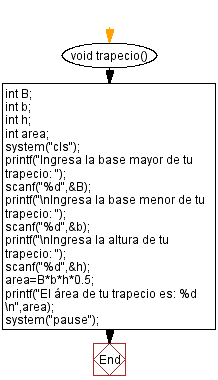 void trapecio()
int B;
int b;
int h;
int area;
system("cls");
printf("Ingresa la base mayor de tu
trapecio: ");
scanf("%d",&B);
printf("\nIngresa la base menor de tu
trapecio: ");
scanf("%d",&b);
printf("\nIngresa la altura de tu
trapecio: ");
scanf("%d",&h);
area=B*b*h*0.5;
printf("El área de tu trapecio es: %d
\n",area);
system("pause");
End